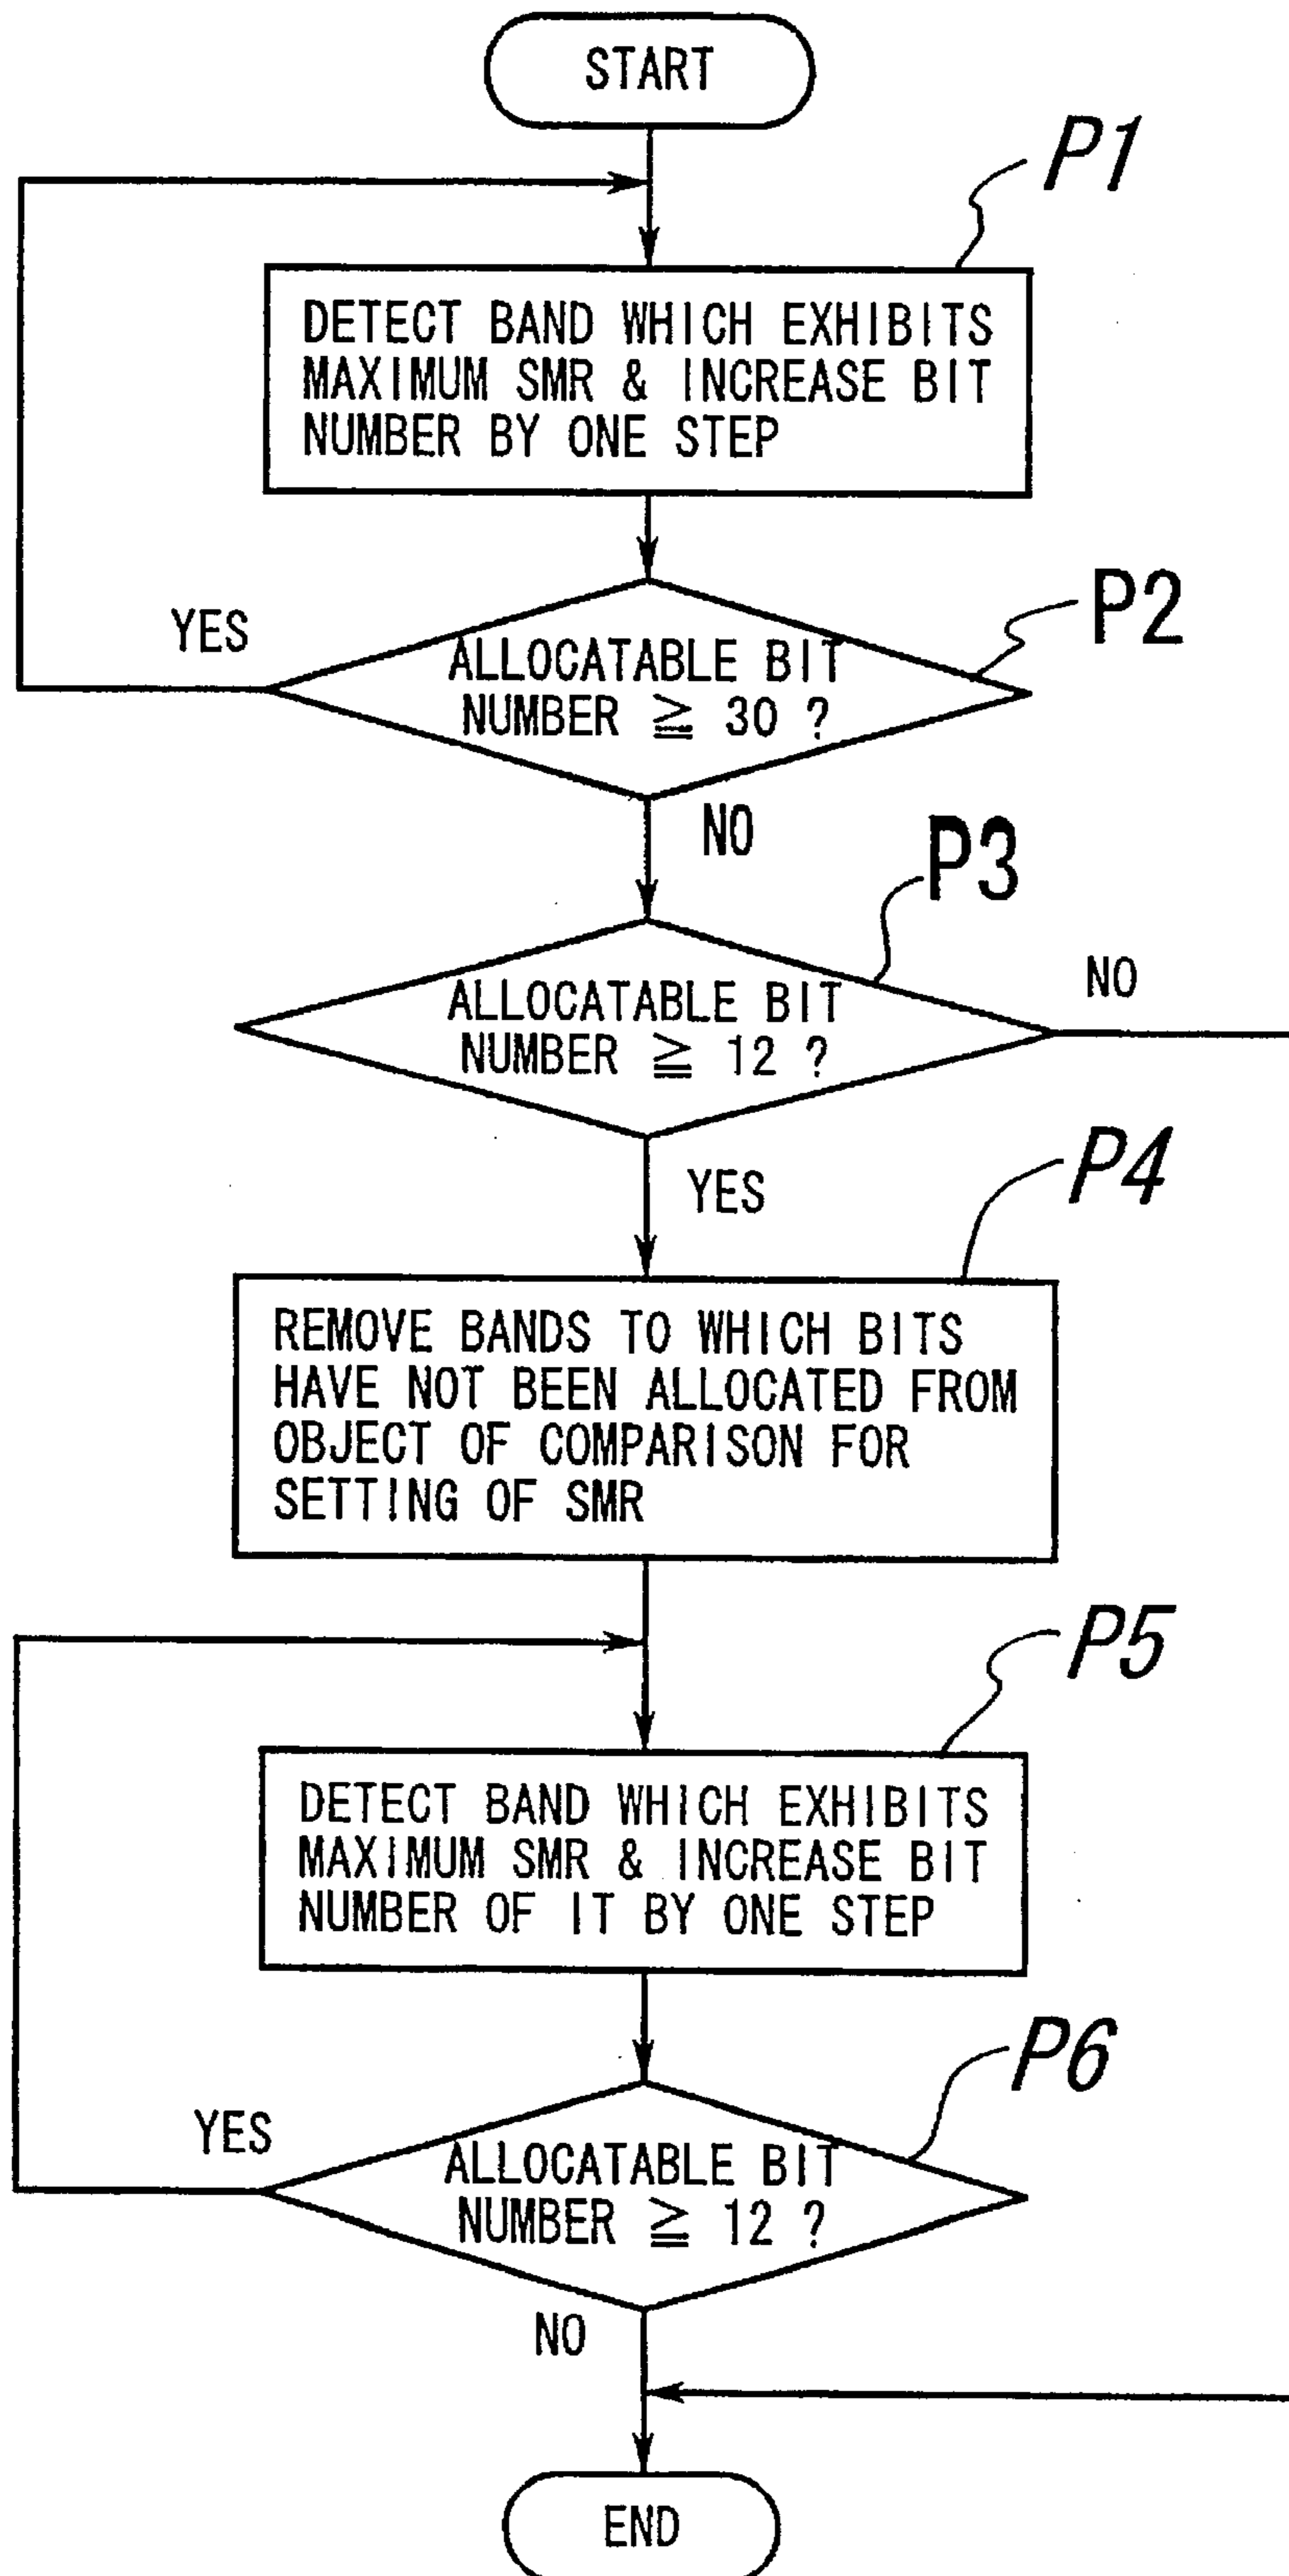 START
P1
DETECT BAND WHICH EXHIBITS
MAXIMUM SMR & INCREASE BIT
NUMBER BY ONE STEP
P2
YES
ALLOCATABLE BIT
NUMBER ≧ 30 ?
NO
P3
ALLOCATABLE BIT
NUMBER ≧ 12 ?
NO
YES
P4
REMOVE BANDS TO WHICH BITS
HAVE NOT BEEN ALLOCATED FROM
OBJECT OF COMPARISON FOR
SETTING OF SMR
P5
DETECT BAND WHICH EXHIBITS
MAXIMUM SMR & INCREASE BIT
NUMBER OF IT BY ONE STEP
P6
YES
ALLOCATABLE BIT
NUMBER ≧ 12 ?
NO
END